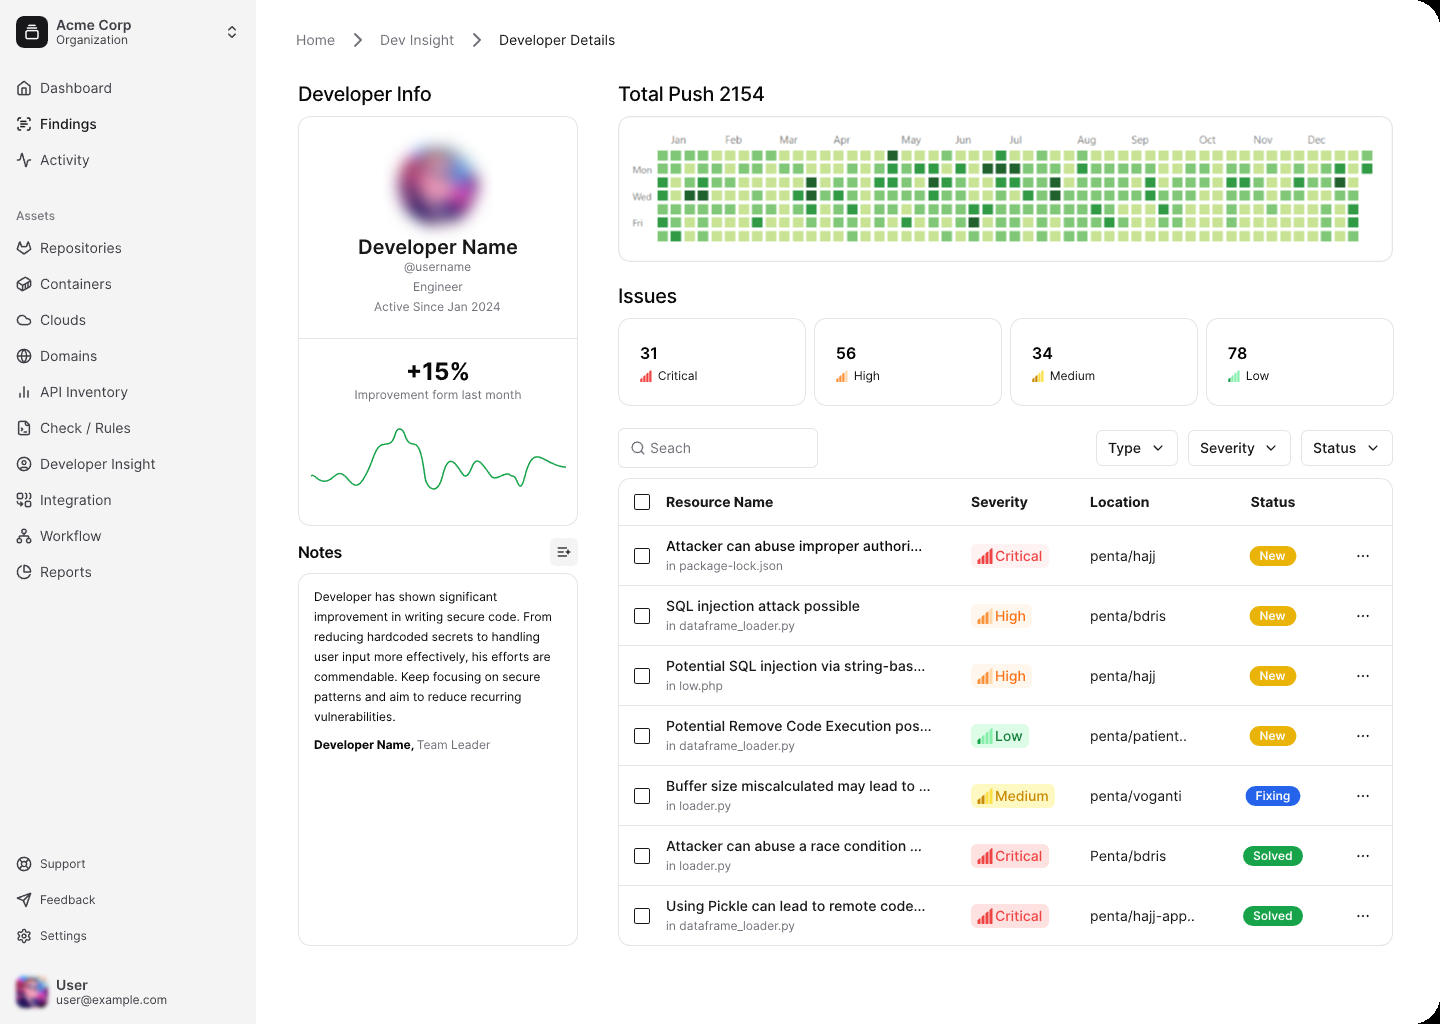 Acme Corp
Organization
Dashboard
Findings
Activity
Assets
Repositories
Containers
Clouds
Domains
API Inventory
Check / Rules
Developer Insight
Integration
Workflow
Reports
Support
Feedback
Settings
User
user@example.com
Home Dev Insight Developer Details
Developer Info
Developer Name
@username
Engineer
Active Since Jan 2024
+15%
Improvement form last month
Notes
Developer has shown significant
improvement in writing secure code. From
reducing hardcoded secrets to handling
user input more effectively, his efforts are
commendable. Keep focusing on secure
patterns and aim to reduce recurring
vulnerabilities.
Developer Name, Team Leader
Total Push 2154
Jan Feb Mar Apr May Jun Jul Aug Sep Oct Nov Dec
Mon
Wed
Fri
Issues
31
Critical
56
High
34
Medium
78
Low
Seach
Type Severity Status
Resource Name Severity Location Status
Attacker can abuse improper authori... Critical penta/hajj New
in package-lock.json
SQL injection attack possible High penta/bdris New
in dataframe_loader.py
Potential SQL injection via string-bas... High penta/hajj New
in low.php
Potential Remove Code Execution pos... Low penta/patient.. New
in dataframe_loader.py
Buffer size miscalculated may lead to ... Medium penta/voganti Fixing
in loader.py
Attacker can abuse a race condition ... Critical Penta/bdris Solved
in loader.py
Using Pickle can lead to remote code... Critical penta/hajj-app.. Solved
in dataframe_loader.py